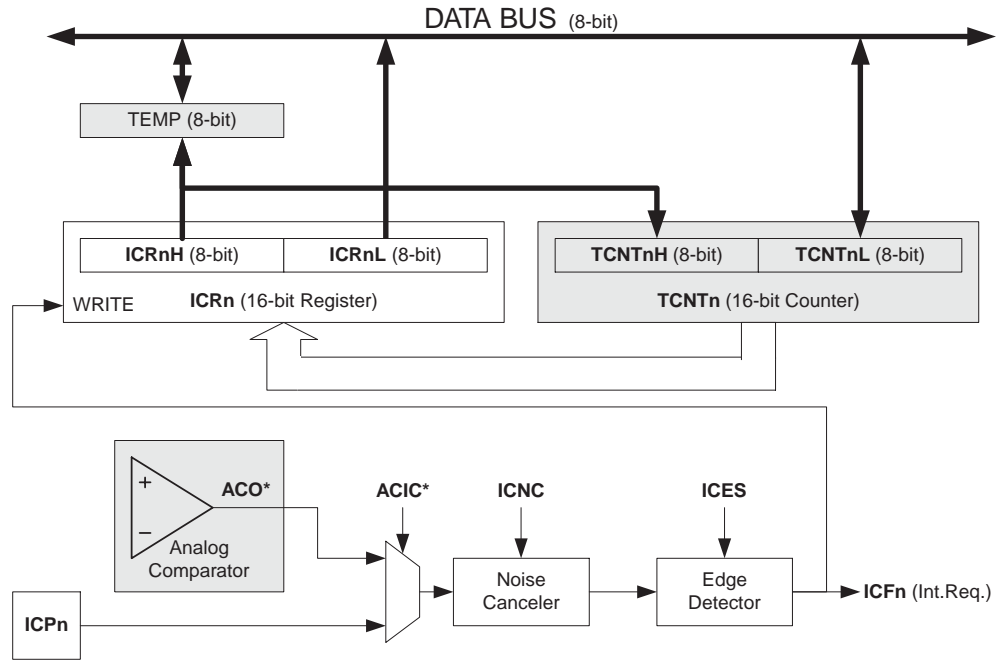 DATA BUS (8-bit)
TEMP (8-bit)
ICRnH (8-bit)
ICRnL (8-bit)
TCNTnH (8-bit)
TCNTnL (8-bit)
WRITE
ICRn (16-bit Register)
TCNTn (16-bit Counter)
+
−
ACO*
Analog
Comparator
ACIC*
ICNC
ICES
Noise
Canceler
Edge
Detector
ICFn (Int.Req.)
ICPn